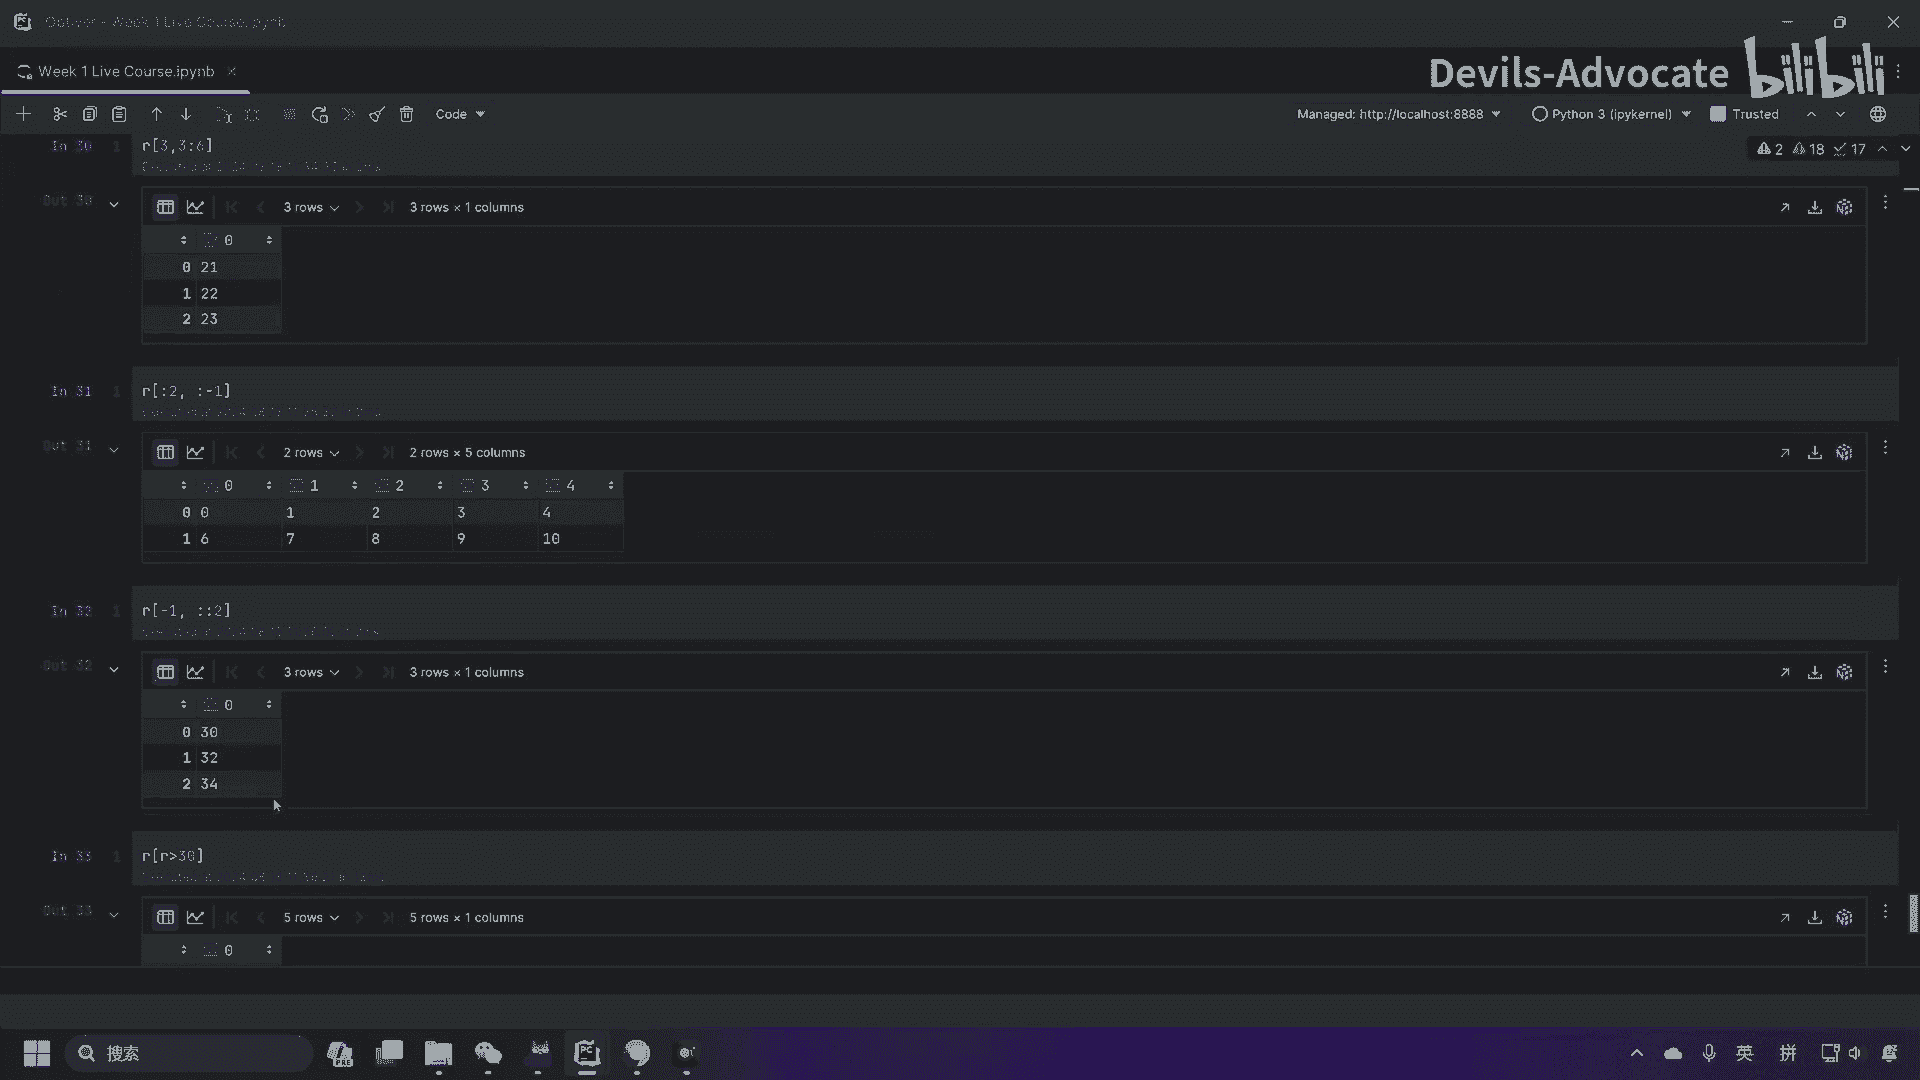 Optiver - Week 1 Live Course.ipynb
Week 1 Live Course.ipynb
Devils-Advocate bilibili
Code
Managed: http://localhost:8888
Python 3 (ipykernel)
Trusted
In 30 1 r[3,3:6]
2 18 17
Out 30 3 rows 3 rows × 1 columns
0
0 21
1 22
2 23
In 31 1 r[:2, :-1]
Out 31 2 rows 2 rows × 5 columns
0 1 2 3 4
0 0 1 2 3 4
1 6 7 8 9 10
In 32 1 r[-1, ::2]
Out 32 3 rows 3 rows × 1 columns
0
0 30
1 32
2 34
In 33 1 r[r>30]
Out 33 5 rows 5 rows × 1 columns
0
搜索
英 拼